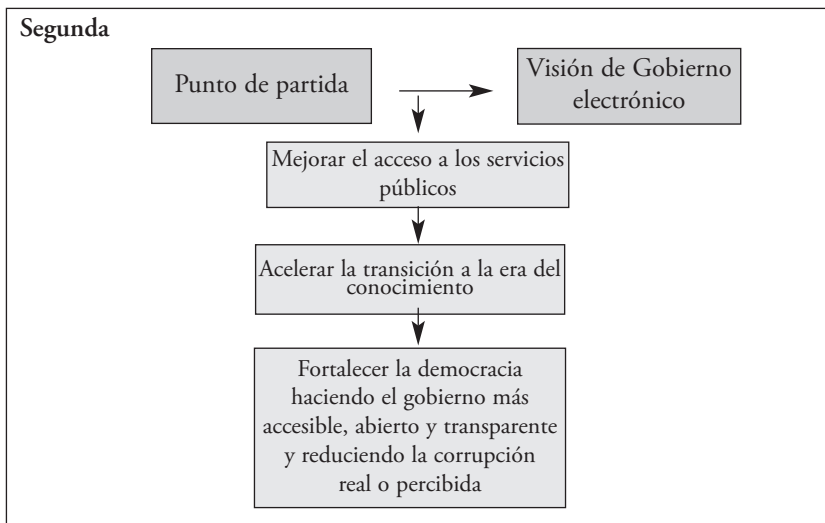 Segunda
Punto de partida
Visión de Gobierno
electrónico
Mejorar el acceso a los servicios
públicos
Acelerar la transición a la era del
conocimiento
Fortalecer la democracia
haciendo el gobierno más
accesible, abierto y transparente
y reduciendo la corrupción
real o percibida